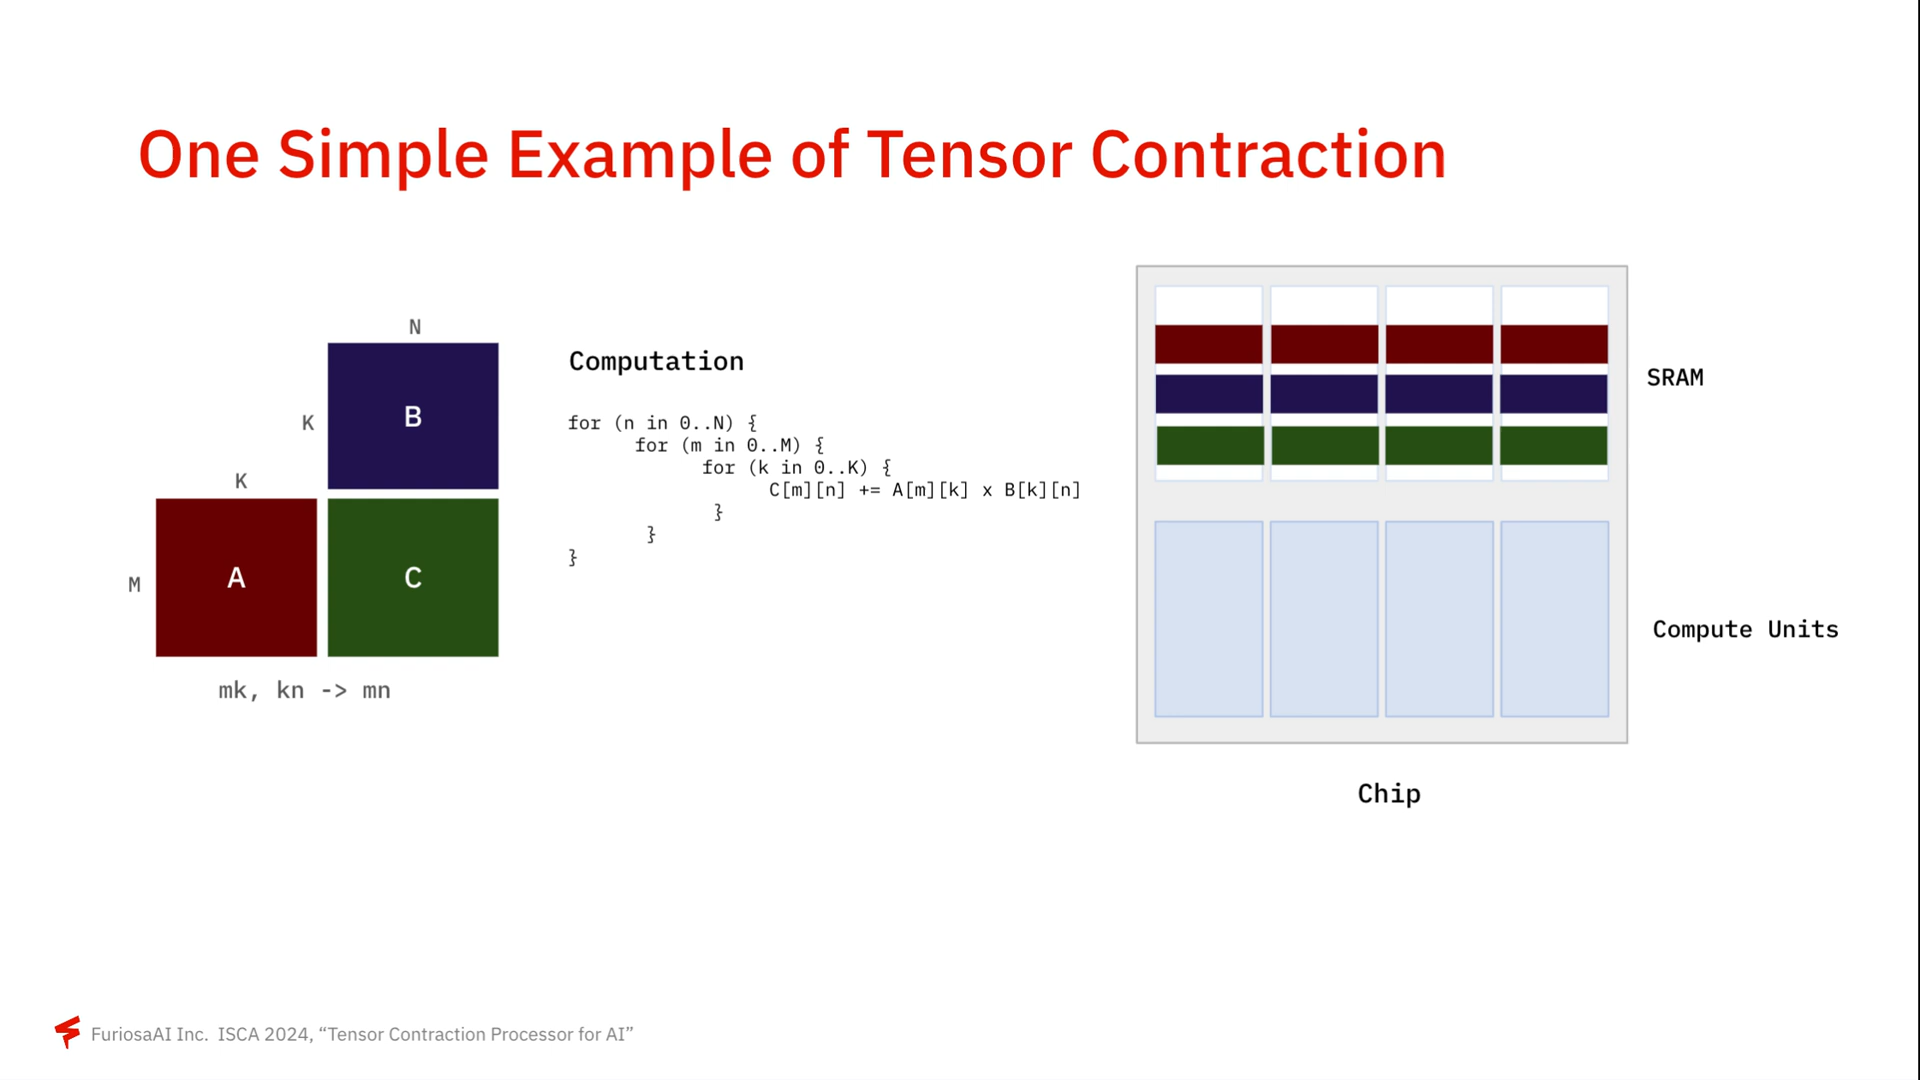 One Simple Example of Tensor Contraction
N
K
B
K
M
A
C
mk, kn -> mn
Computation
for (n in 0..N) {
for (m in 0..M) {
for (k in 0..K) {
C[m][n] += A[m][k] x B[k][n]
}
}
}
SRAM
Compute Units
Chip
FuriosaAI Inc. ISCA 2024, “Tensor Contraction Processor for AI”